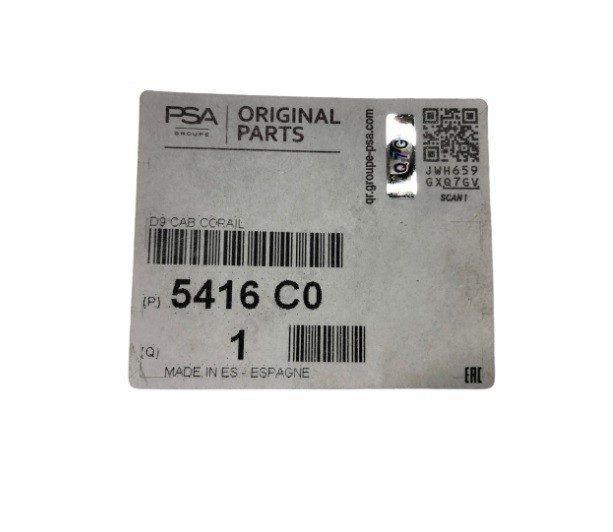 PSA
GROUPE
ORIGINAL
PARTS
qr.groupe-psa.com
Q7G
JWH659
GXQ7GV
SCAN!
D9 CAB CORAIL
(P) 5416 C0
(Q) 1
MADE IN ES - ESPAGNE
EAC